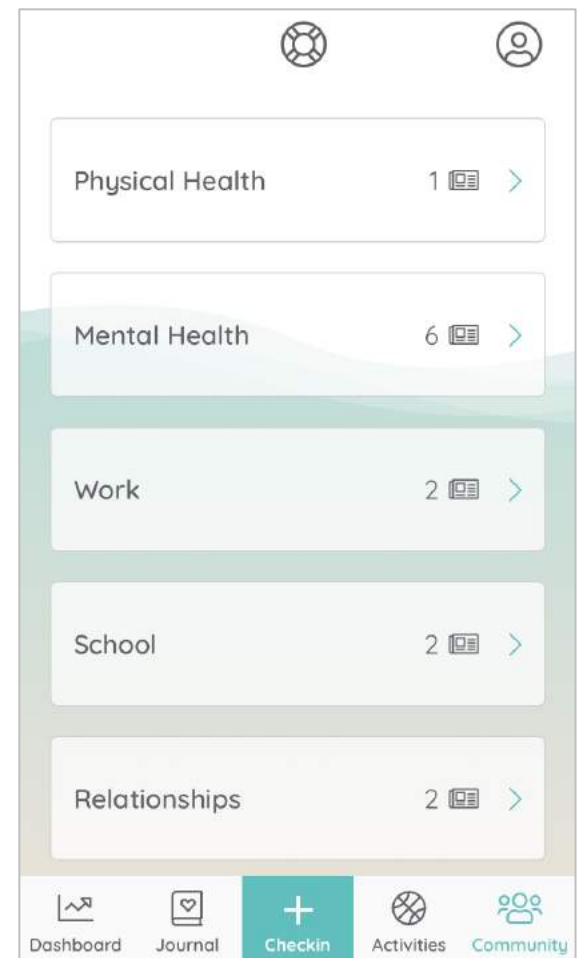 Physical Health 1
Mental Health 6
Work 2
School 2
Relationships 2
Dashboard Journal Checkin Activities Community